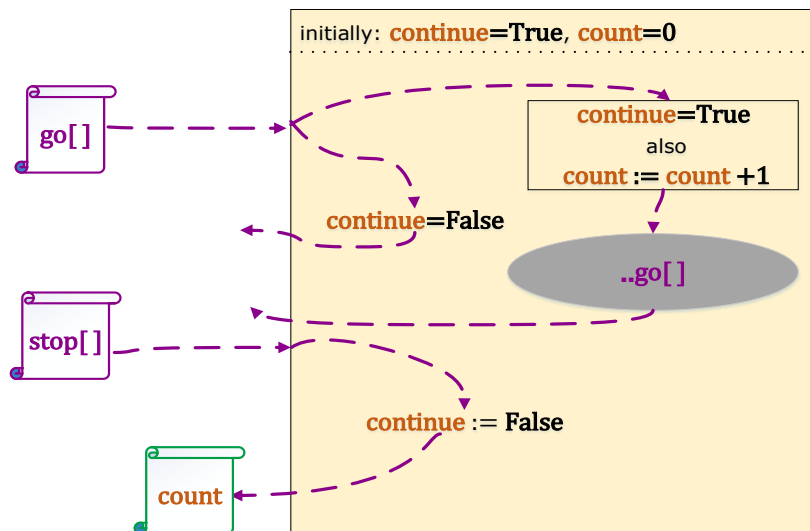 initially: continue=True, count=0
go[ ]
continue=True
also
count := count +1
continue=False
..go[ ]
stop[ ]
continue := False
count